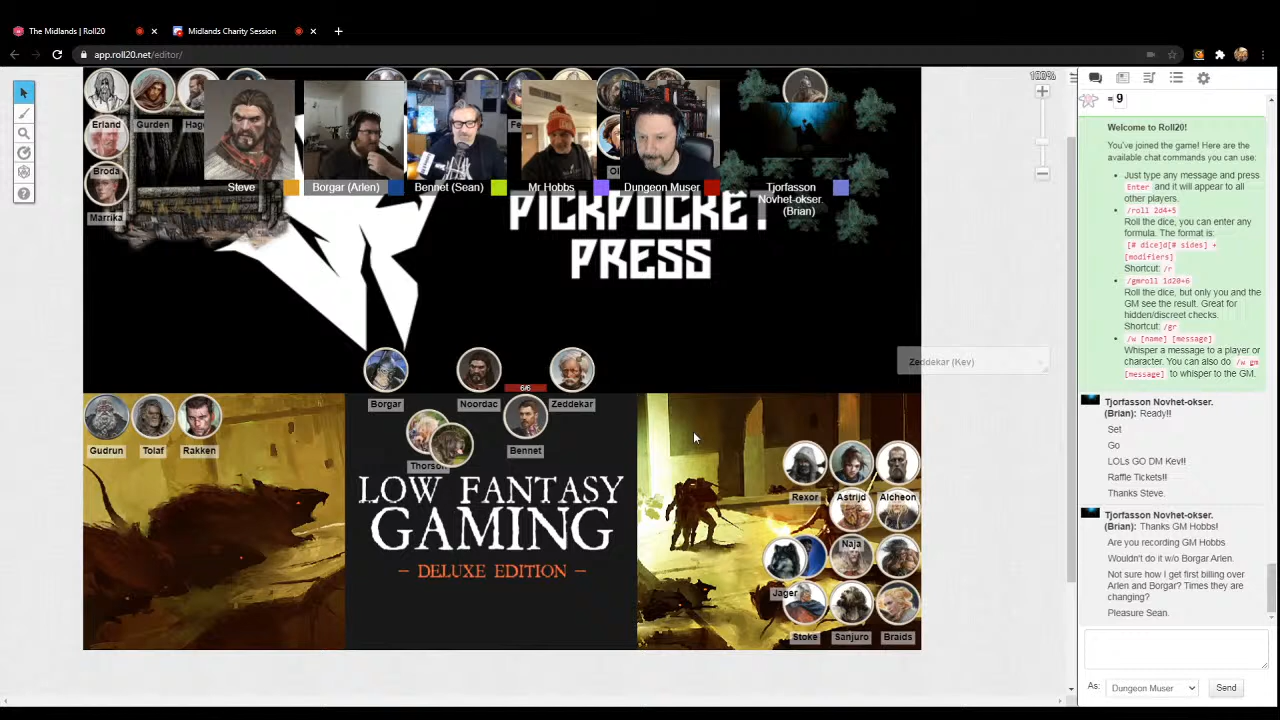 The Midlands | Roll20
Midlands Charity Session
app.roll20.net/editor/
100%
Erland
Gurden
Broda
Marrika
Steve
Borgar (Arlen)
Bennet (Sean)
Mr Hobbs
Dungeon Muser
Tjorfasson
Novhet-okser.
(Brian)
PICKPOCKET
PRESS
Zeddekar (Kev)
Borgar
Noordac
6/6
Zeddekar
Gudrun
Tolaf
Rakken
Thorson
Bennet
LOW FANTASY
GAMING
– DELUXE EDITION –
Rexor
Astrijd
Alcheon
Naja
Jager
Stoke
Sanjuro
Braids
= 9
Welcome to Roll20!
You've joined the game! Here are the
available chat commands you can use:
Just type any message and press
Enter and it will appear to all
other players.
/roll 2d4+5
Roll the dice, you can enter any
formula. The format is:
[# dice]d[# sides] +
[modifiers]
Shortcut: /r
/gmroll 1d20+6
Roll the dice, but only you and the
GM see the result. Great for
hidden/discreet checks.
Shortcut: /gr
/w [name] [message]
Whisper a message to a player or
character. You can also do /w gm
[message] to whisper to the GM.
Tjorfasson Novhet-okser.
(Brian): Ready!!
Set
Go
LOLs GO DM Kev!!
Raffle Tickets!!
Thanks Steve.
Tjorfasson Novhet-okser.
(Brian): Thanks GM Hobbs!
Are you recording GM Hobbs
Wouldn't do it w/o Borgar Arlen.
Not sure how I get first billing over
Arlen and Borgar? Times they are
changing?
Pleasure Sean.
As:
Dungeon Muser
Send